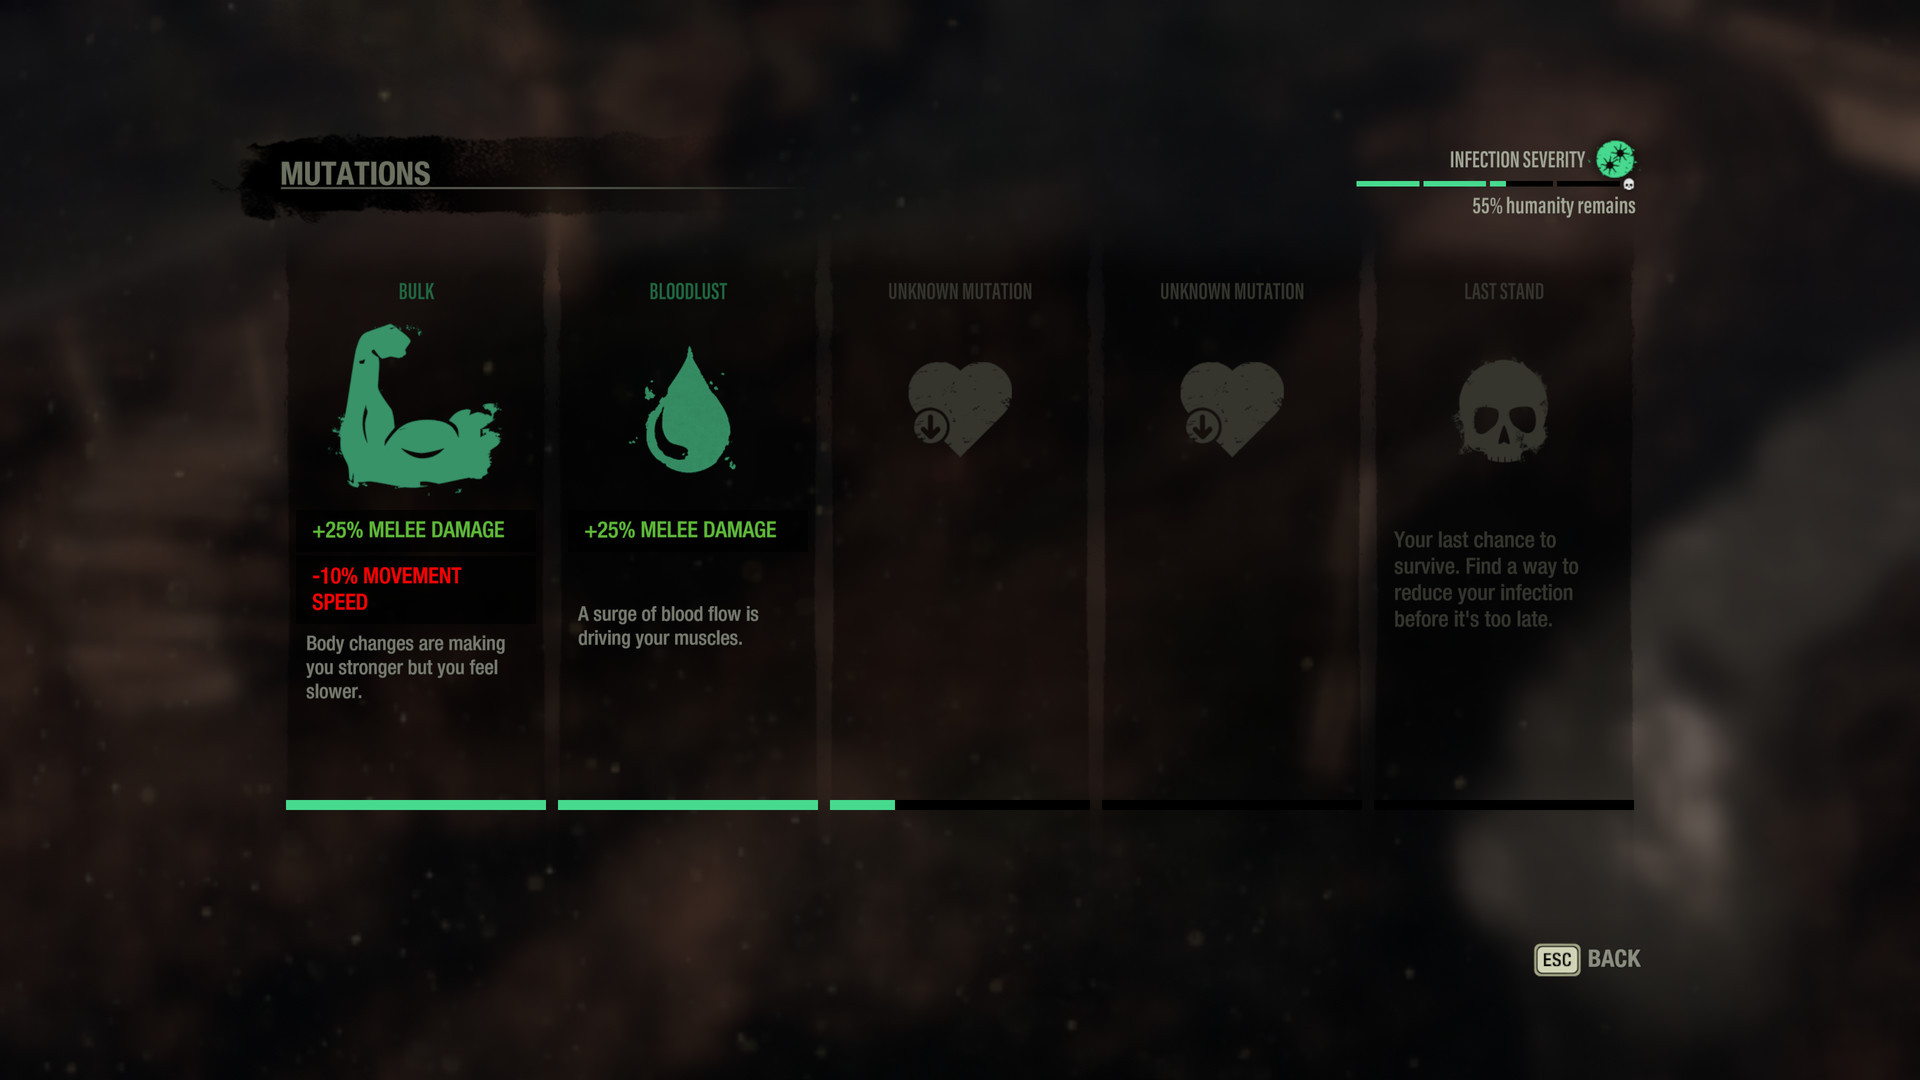 MUTATIONS
INFECTION SEVERITY
55% humanity remains
BULK
+25% MELEE DAMAGE
-10% MOVEMENT
SPEED
Body changes are making
you stronger but you feel
slower.
BLOODLUST
+25% MELEE DAMAGE
A surge of blood flow is
driving your muscles.
UNKNOWN MUTATION
UNKNOWN MUTATION
LAST STAND
Your last chance to
survive. Find a way to
reduce your infection
before it's too late.
ESC BACK